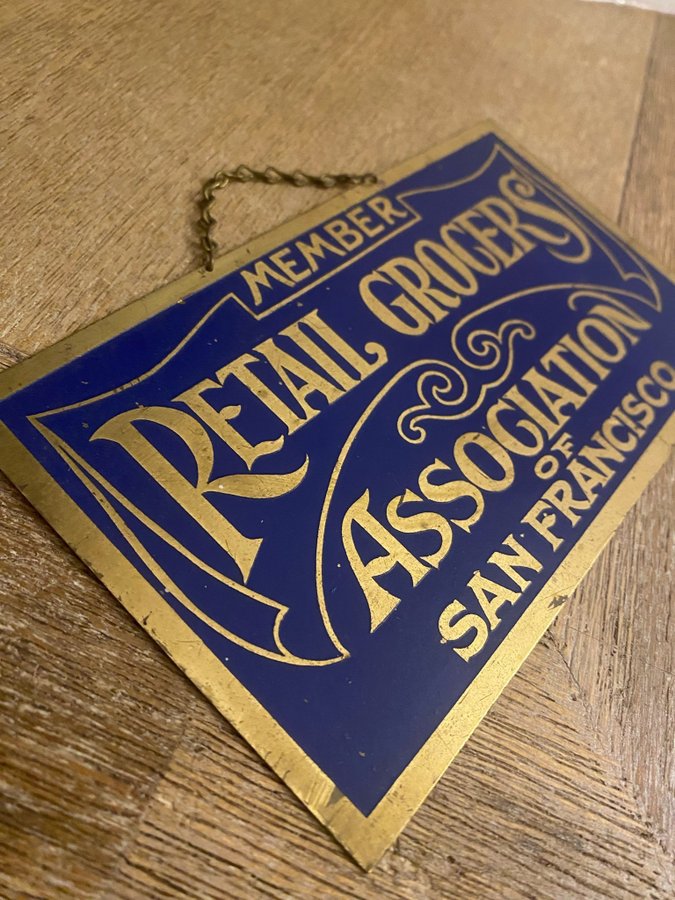 MEMBER
RETAIL GROCERS'
ASSOCIATION
OF
SAN FRANCISCO